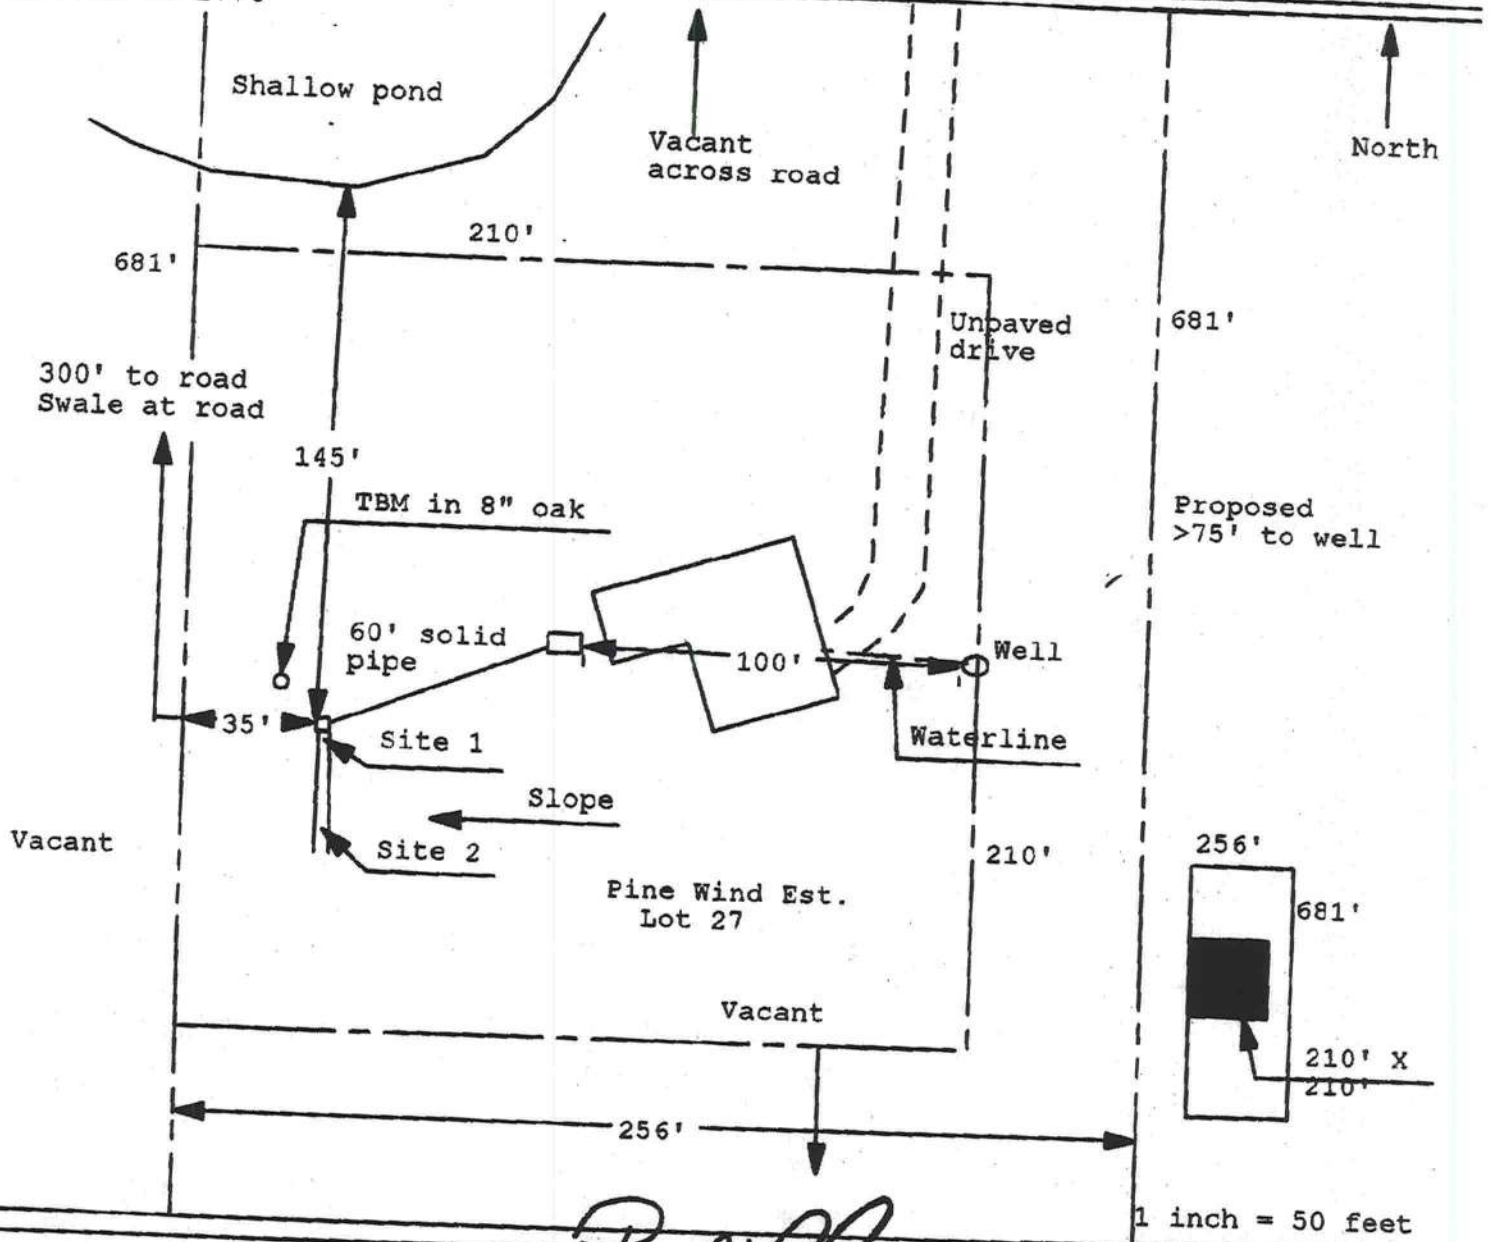 Shallow pond
Vacant
across road
North
210'
681'
Unpaved
drive
681'
300' to road
Swale at road
145'
TBM in 8" oak
Proposed
>75' to well
60' solid
pipe
100'
Well
35'
Site 1
Waterline
Slope
Vacant
Site 2
210'
256'
Pine Wind Est.
Lot 27
681'
Vacant
210' X
210'
256'
1 inch = 50 feet